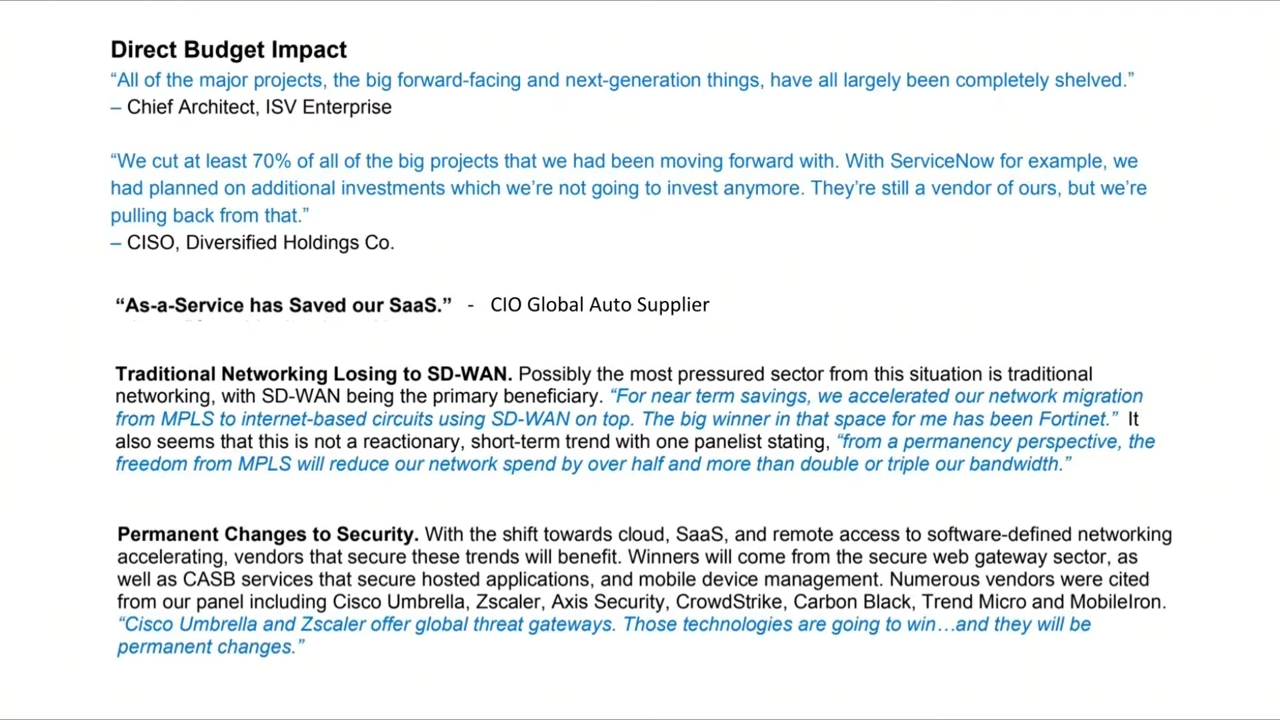 Direct Budget Impact
“All of the major projects, the big forward-facing and next-generation things, have all largely been completely shelved.”
– Chief Architect, ISV Enterprise
“We cut at least 70% of all of the big projects that we had been moving forward with. With ServiceNow for example, we
had planned on additional investments which we’re not going to invest anymore. They’re still a vendor of ours, but we’re
pulling back from that.”
– CISO, Diversified Holdings Co.
“As-a-Service has Saved our SaaS.” - CIO Global Auto Supplier
Traditional Networking Losing to SD-WAN. Possibly the most pressured sector from this situation is traditional
networking, with SD-WAN being the primary beneficiary. “For near term savings, we accelerated our network migration
from MPLS to internet-based circuits using SD-WAN on top. The big winner in that space for me has been Fortinet.” It
also seems that this is not a reactionary, short-term trend with one panelist stating, “from a permanency perspective, the
freedom from MPLS will reduce our network spend by over half and more than double or triple our bandwidth.”
Permanent Changes to Security. With the shift towards cloud, SaaS, and remote access to software-defined networking
accelerating, vendors that secure these trends will benefit. Winners will come from the secure web gateway sector, as
well as CASB services that secure hosted applications, and mobile device management. Numerous vendors were cited
from our panel including Cisco Umbrella, Zscaler, Axis Security, CrowdStrike, Carbon Black, Trend Micro and MobileIron.
“Cisco Umbrella and Zscaler offer global threat gateways. Those technologies are going to win…and they will be
permanent changes.”